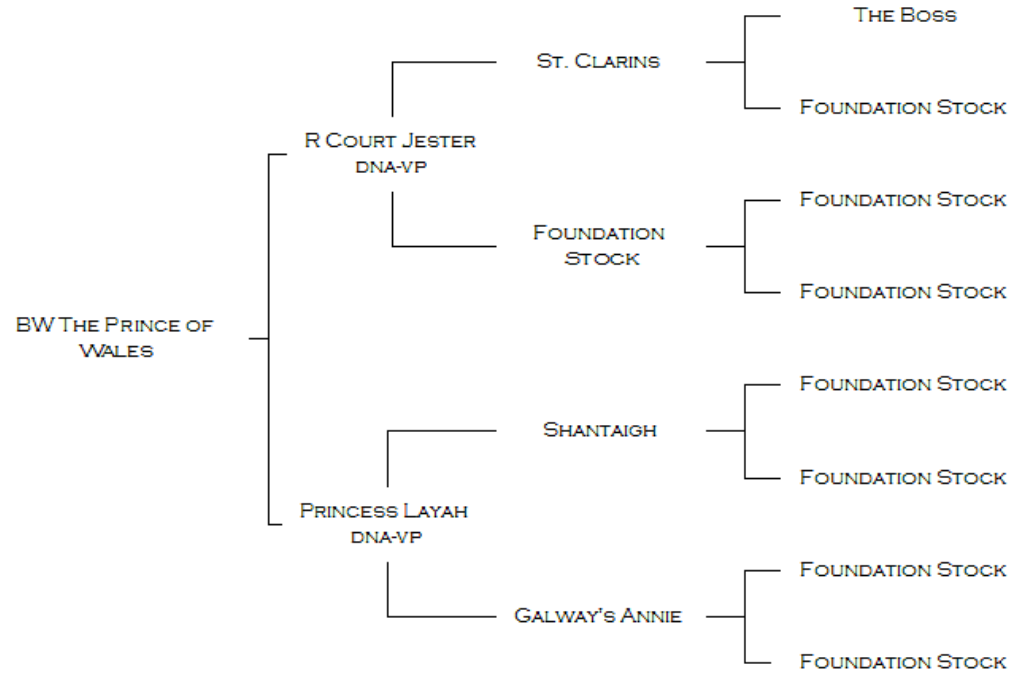 The Boss
St. Clarins
Foundation Stock
R Court Jester
DNA-VP
Foundation Stock
Foundation
Stock
Foundation Stock
BW The Prince of
Wales
Foundation Stock
Shantaigh
Foundation Stock
Princess Layah
DNA-VP
Foundation Stock
Galway's Annie
Foundation Stock